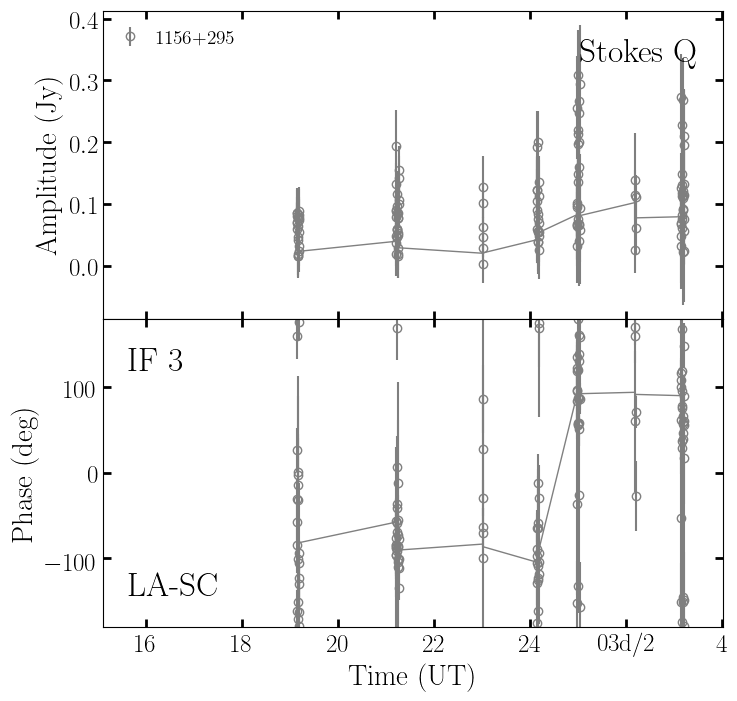 0.4
0.3
0.2
0.1
0.0
Amplitude (Jy)
1156+295
Stokes Q
IF 3
LA-SC
100
0
−100
Phase (deg)
16 18 20 22 24 03d/2 4
Time (UT)